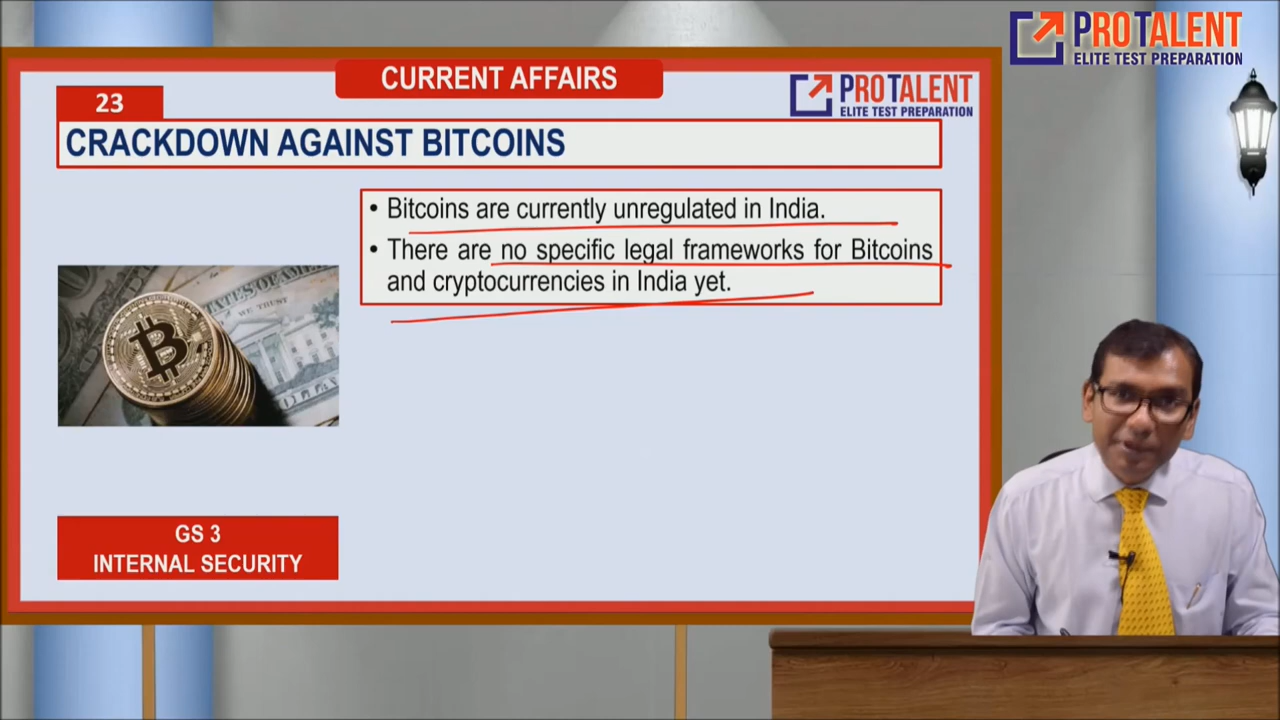 PROTALENT
ELITE TEST PREPARATION
CURRENT AFFAIRS
PROTALENT
ELITE TEST PREPARATION
23
CRACKDOWN AGAINST BITCOINS
• Bitcoins are currently unregulated in India.
• There are no specific legal frameworks for Bitcoins
and cryptocurrencies in India yet.
GS 3
INTERNAL SECURITY